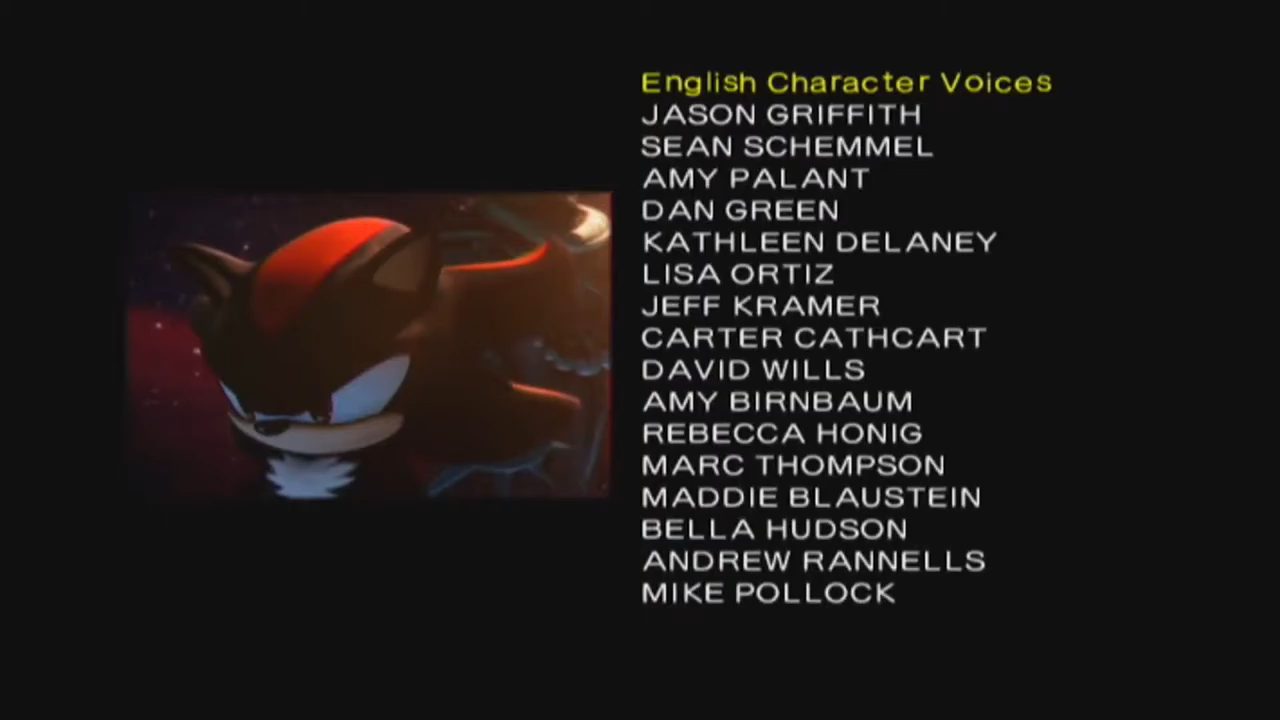 English Character Voices
JASON GRIFFITH
SEAN SCHEMMEL
AMY PALANT
DAN GREEN
KATHLEEN DELANEY
LISA ORTIZ
JEFF KRAMER
CARTER CATHCART
DAVID WILLS
AMY BIRNBAUM
REBECCA HONIG
MARC THOMPSON
MADDIE BLAUSTEIN
BELLA HUDSON
ANDREW RANNELLS
MIKE POLLOCK